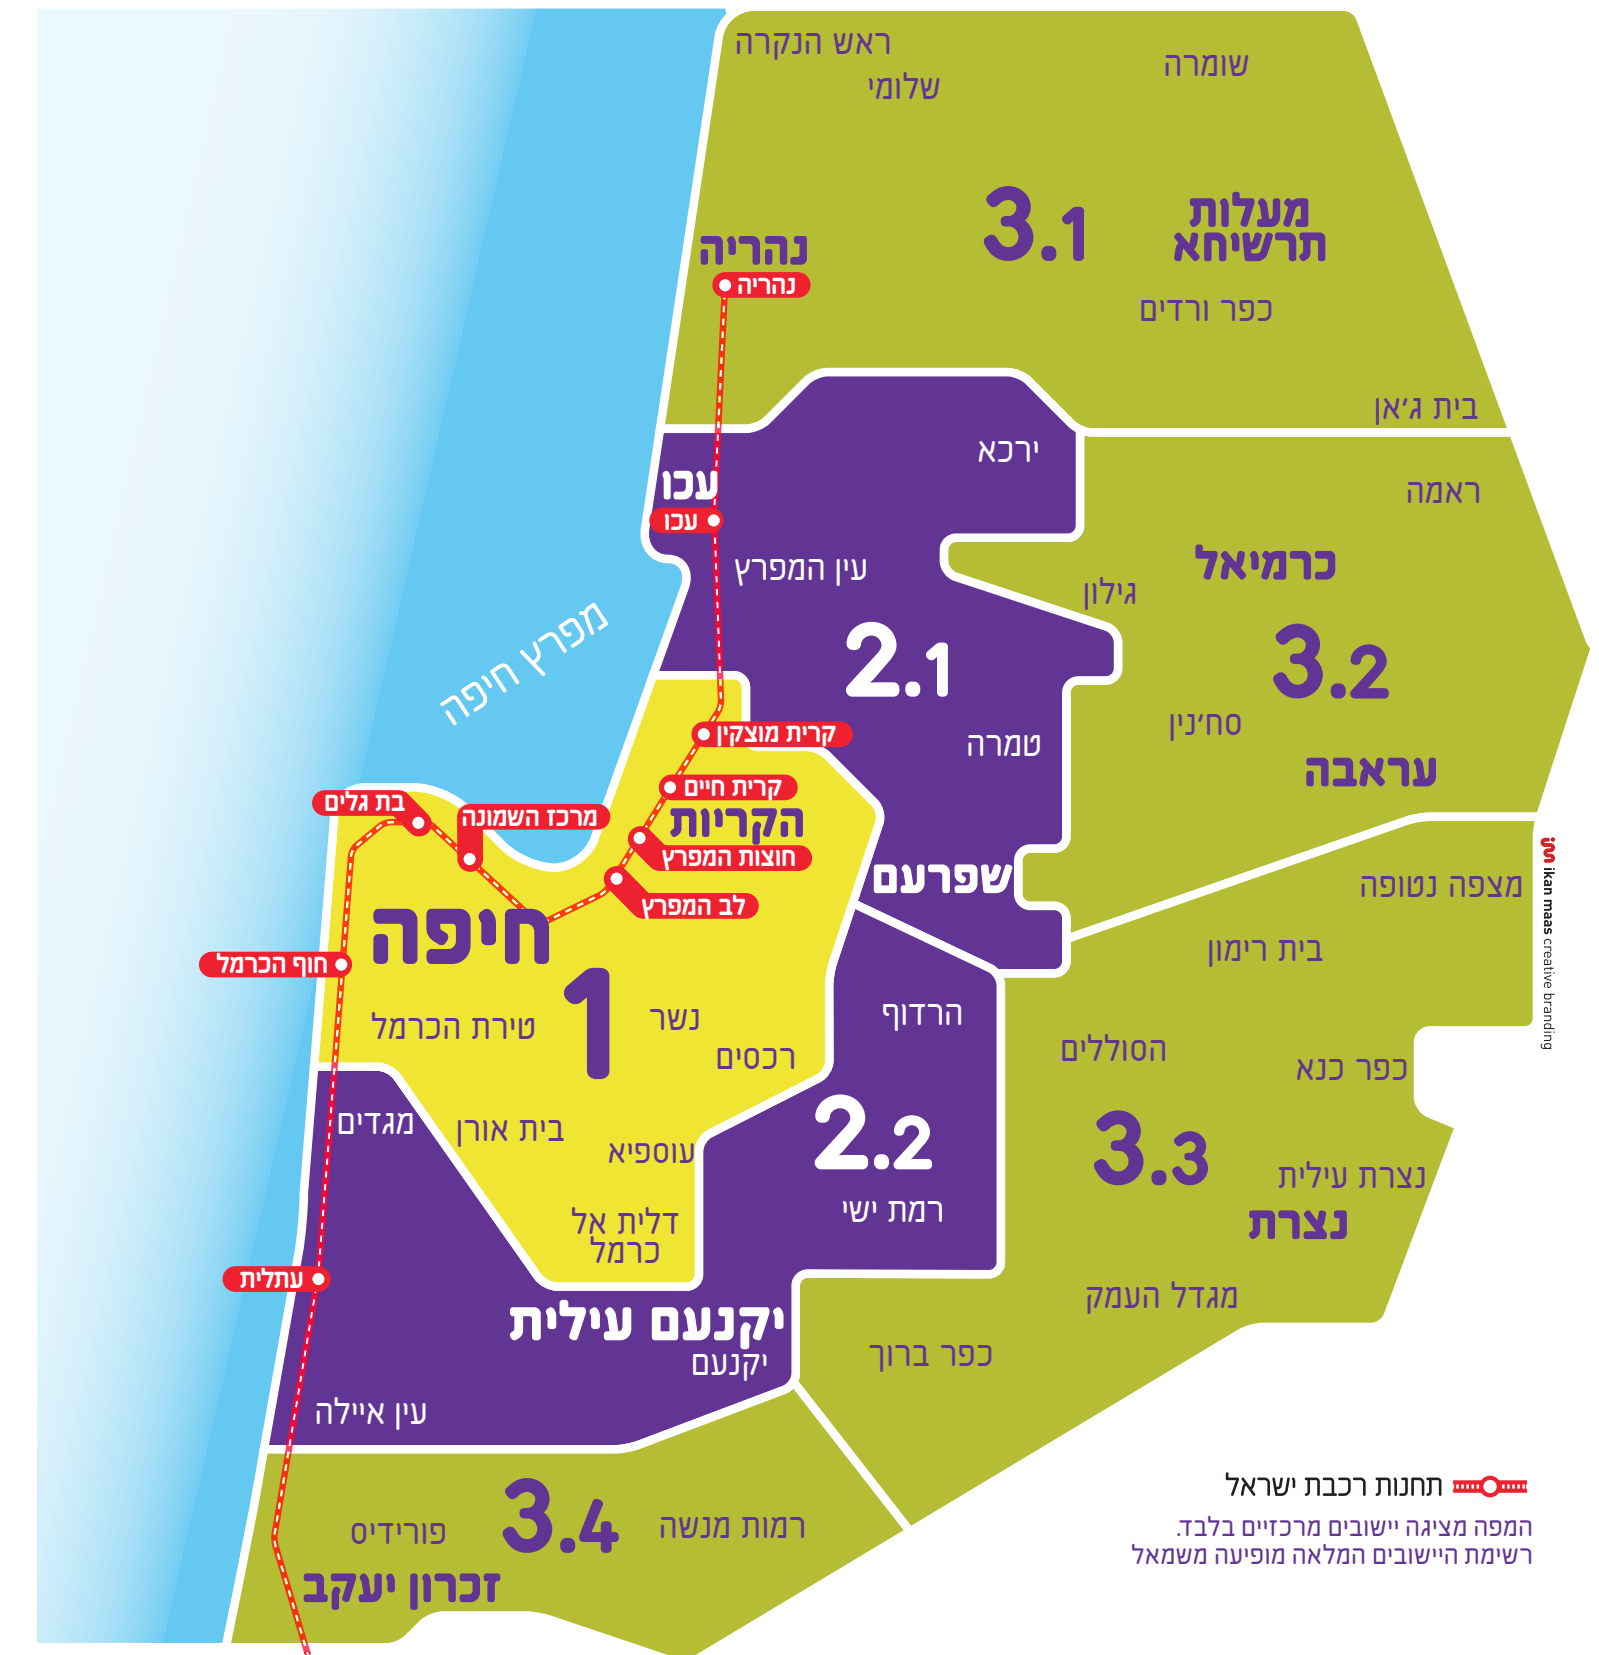 ראש הנקרה
שומרה
שלומי
3.1
מעלות
תרשיחא
נהריה
נהריה
כפר ורדים
בית ג׳אן
ירכא
ראמה
עכו
עכו
כרמיאל
עין המפרץ
גילון
מפרץ חיפה
2.1
3.2
סח׳נין
טמרה
קרית מוצקין
עראבה
קרית חיים
בת גלים
מרכז השמונה
הקריות
חוצות המפרץ
שפרעם
מצפה נטופה
לב המפרץ
חיפה
בית רימון
חוף הכרמל
1
הרדוף
נשר
טירת הכרמל
רכסים
הסוללים
כפר כנא
מגדים
בית אורן
עוספיא
2.2
3.3
נצרת עילית
נצרת
דלית אל
כרמל
רמת ישי
עתלית
מגדל העמק
יקנעם עילית
יקנעם
כפר ברוך
עין איילה
3.4
פורידיס
רמות מנשה
זכרון יעקב
תחנות רכבת ישראל
המפה מציגה יישובים מרכזיים בלבד.
רשימת היישובים המלאה מופיעה משמאל
ikan maas creative branding